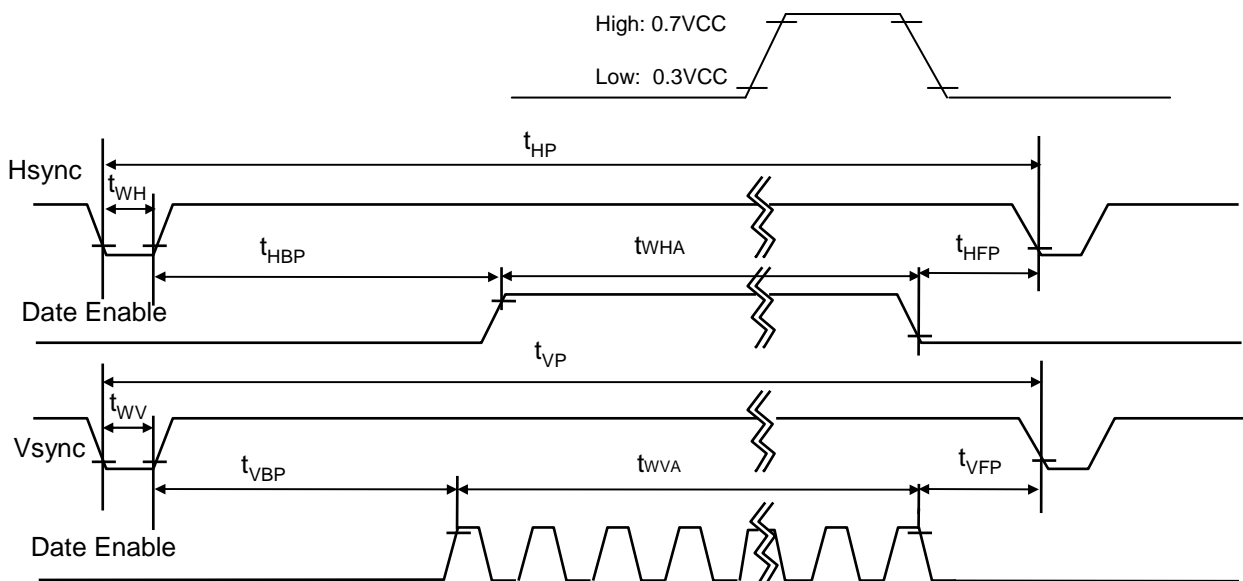 High: 0.7VCC
Low: 0.3VCC
tHP
Hsync
tWH
tHBP
tWHA
tHFP
Date Enable
tVP
tWV
Vsync
tVBP
tWVA
tVFP
Date Enable